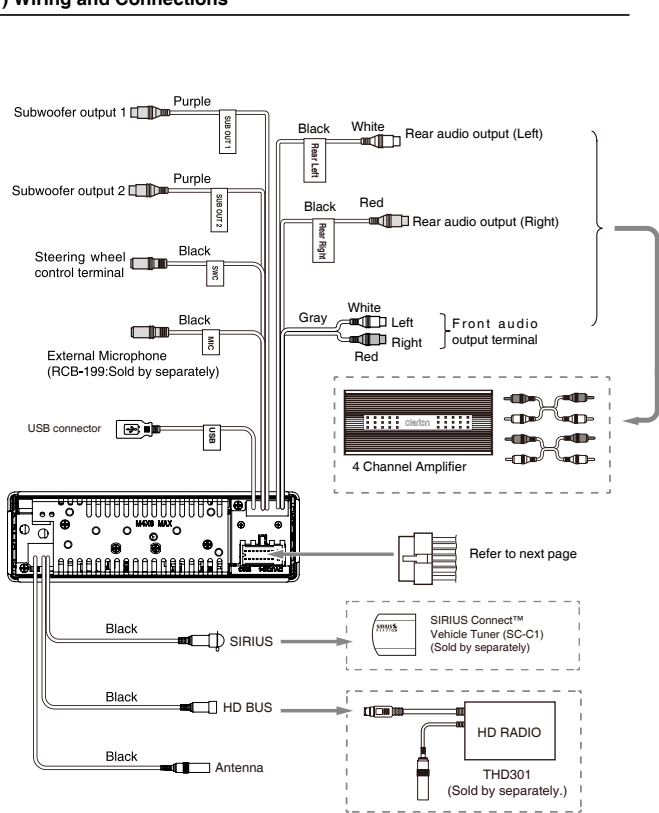 ) Wiring and Connections
Subwoofer output 1
Purple
SUB OUT 1
Subwoofer output 2
Purple
SUB OUT 2
Steering wheel
control terminal
Black
SWC
Black
MIC
External Microphone
(RCB-199:Sold by separately)
USB connector
USB
Black
White
Rear audio output (Left)
Rear Left
Black
Red
Rear audio output (Right)
Rear Right
Gray
White
Left
Right
Red
Front audio
output terminal
clarion
4 Channel Amplifier
M4X8 MAX
Refer to next page
Black
SIRIUS
SIRIUS
SIRIUS Connect™
Vehicle Tuner (SC-C1)
(Sold by separately)
Black
HD BUS
HD RADIO
THD301
(Sold by separately.)
Black
Antenna